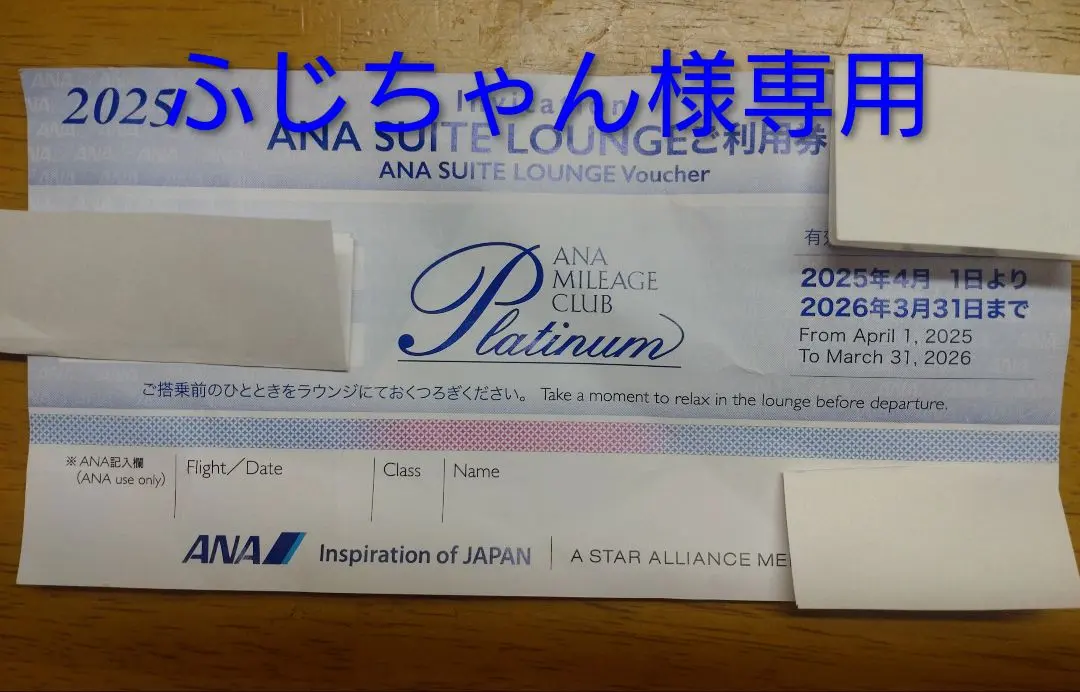 ふじちゃん様専用
2025
Invitation
ANA SUITE LOUNGEご利用券
ANA SUITE LOUNGE Voucher
ANA
MILEAGE
CLUB
Platinum
有
2025年4月 1日より
2026年3月31日まで
From April 1, 2025
To March 31, 2026
ご搭乗前のひとときをラウンジにておくつろぎください。 Take a moment to relax in the lounge before departure.
※ANA記入欄
(ANA use only)
Flight／Date
Class
Name
ANA Inspiration of JAPAN A STAR ALLIANCE ME